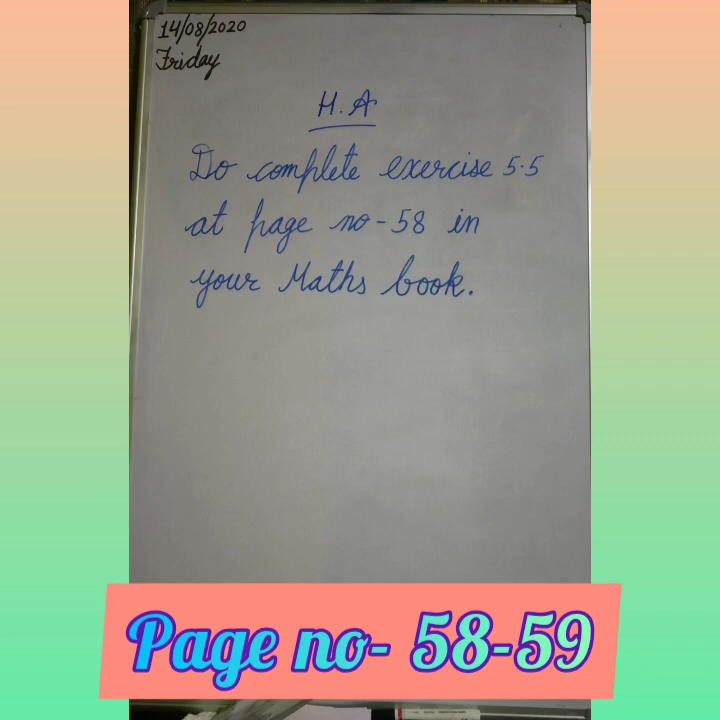 14/08/2020
Friday
H.A
Do complete exercise 5.5
at page no-58 in
your Maths book.
Page no- 58-59